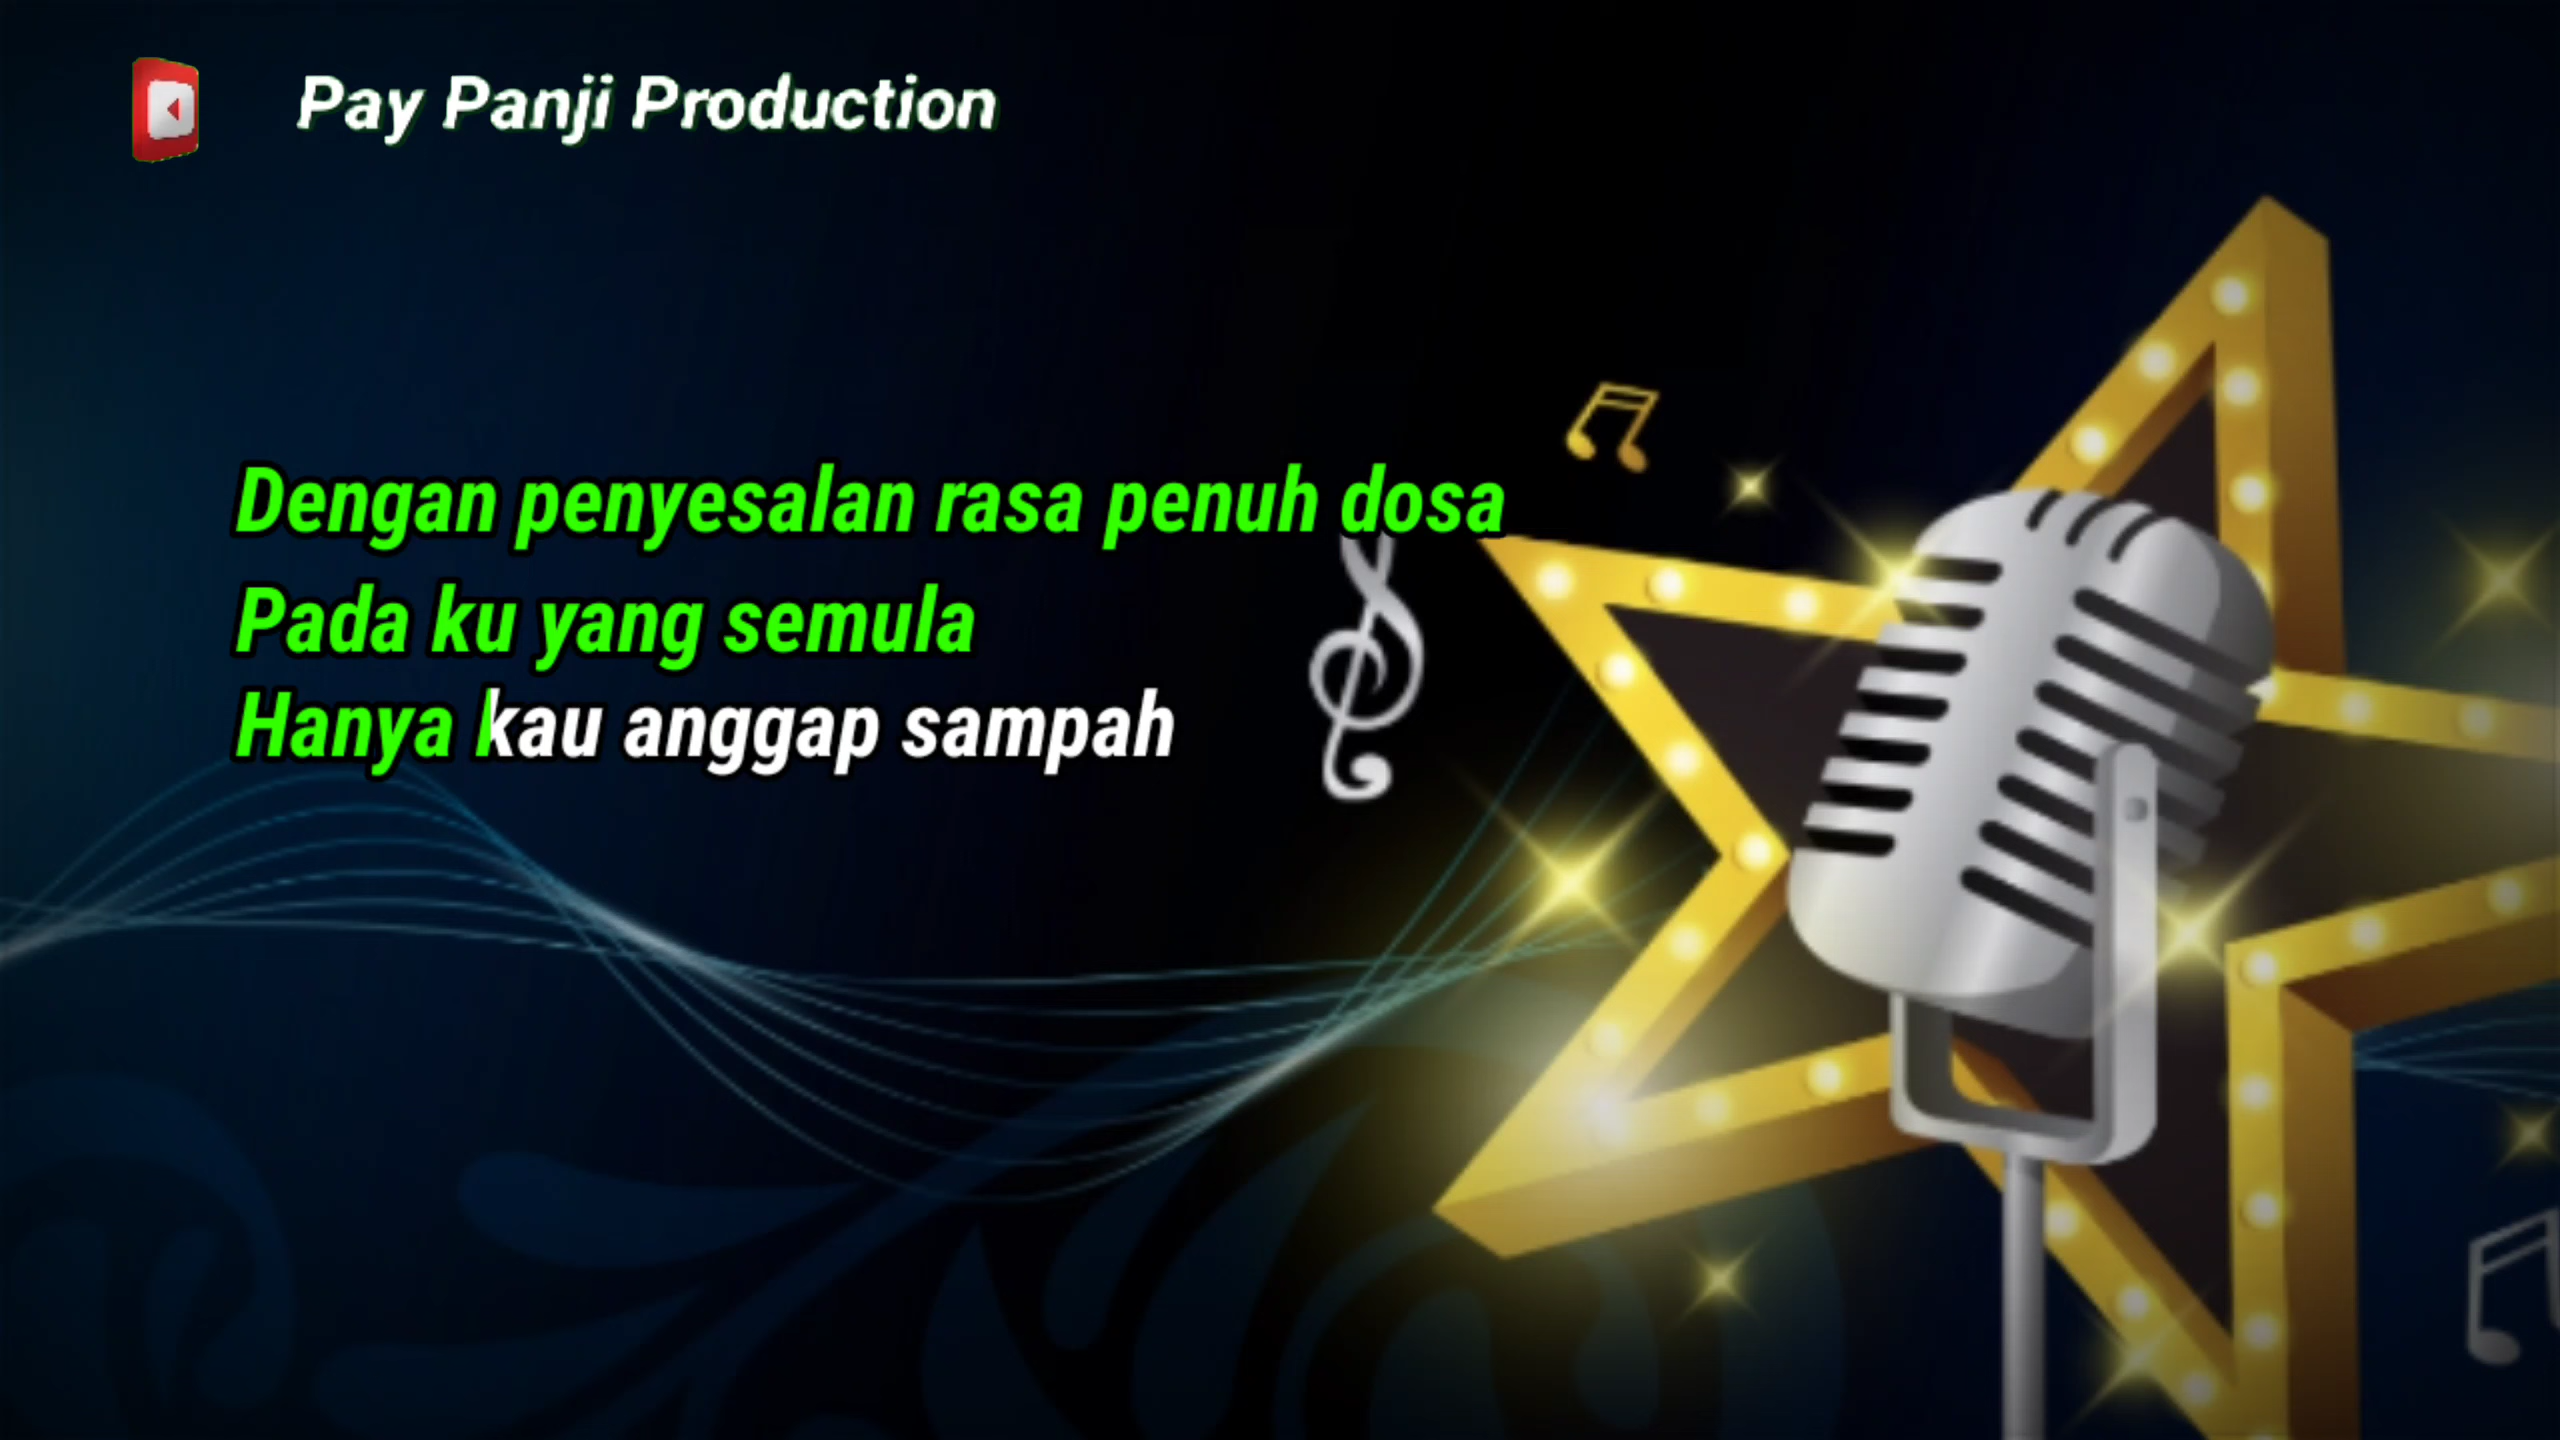 Pay Panji Production
Dengan penyesalan rasa penuh dosa
Pada ku yang semula
Hanya kau anggap sampah